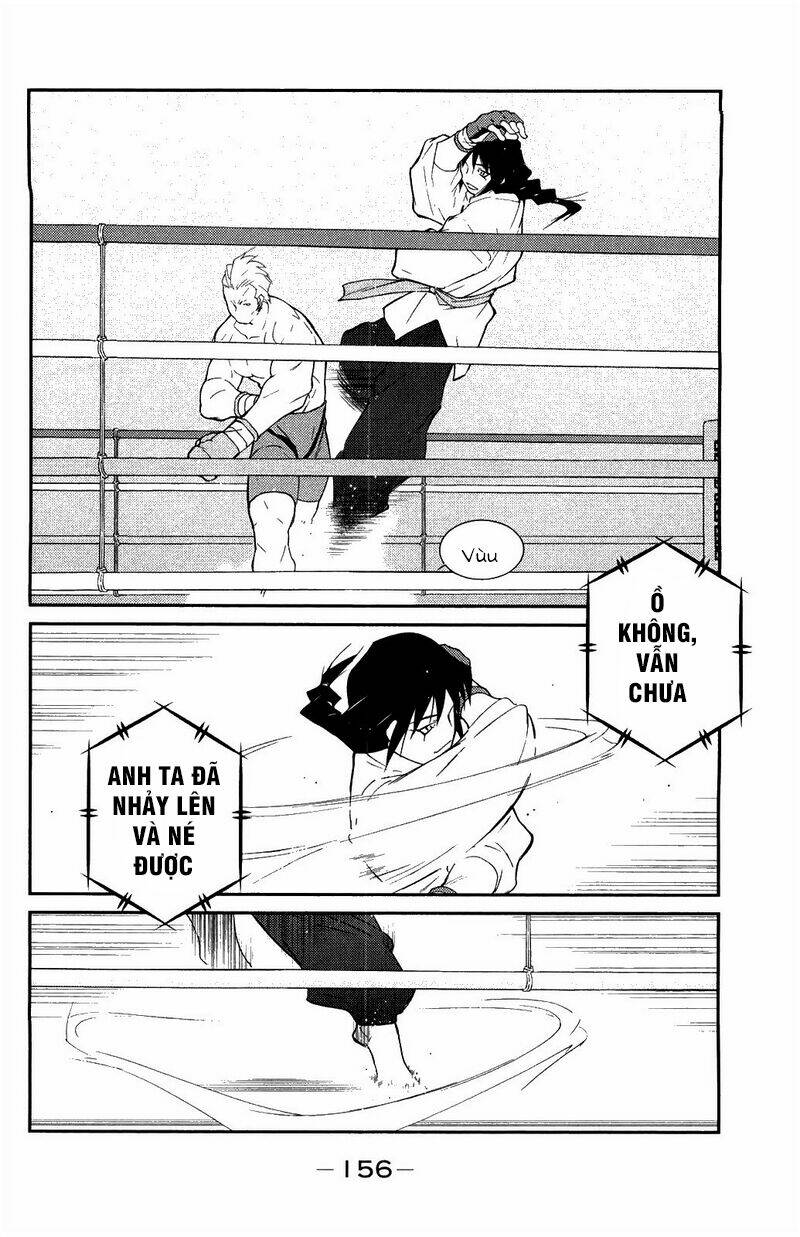 Vùu
Ồ
KHÔNG,
VẪN
CHƯA
ANH TA ĐÃ
NHẢY LÊN
VÀ NÉ
ĐƯỢC
—156—